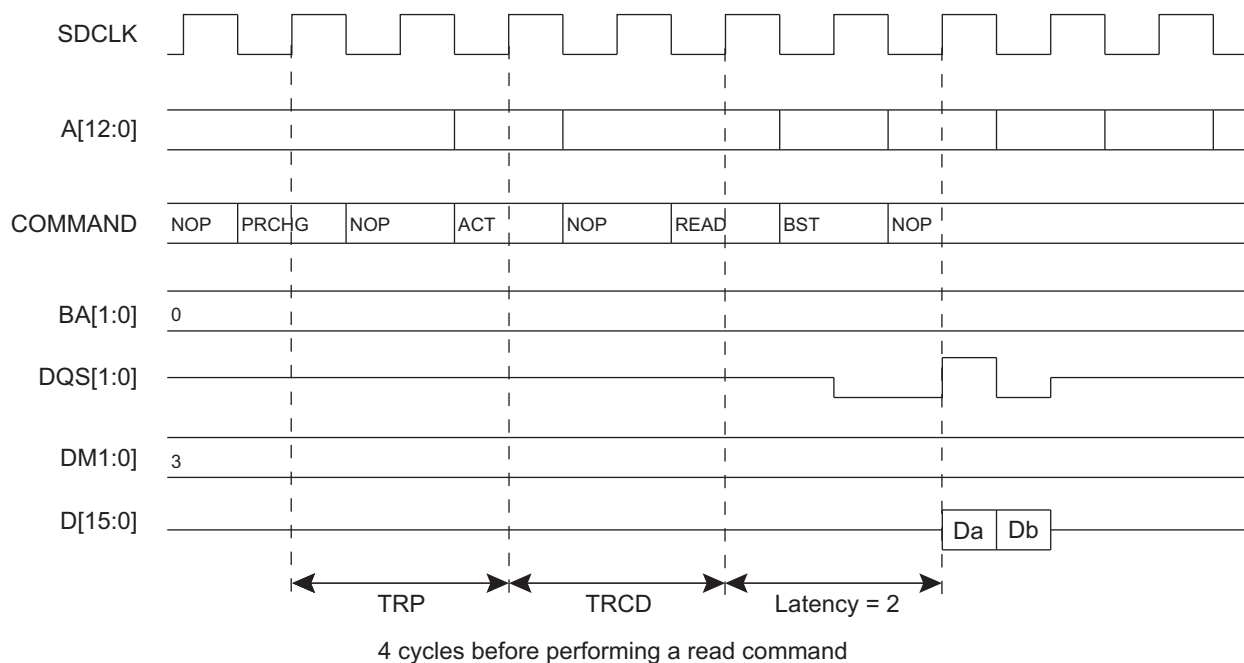 SDCLK
A[12:0]
COMMAND NOP PRCHG NOP ACT NOP READ BST NOP
BA[1:0] 0
DQS[1:0]
DM1:0] 3
D[15:0] Da Db
TRP TRCD Latency = 2
4 cycles before performing a read command